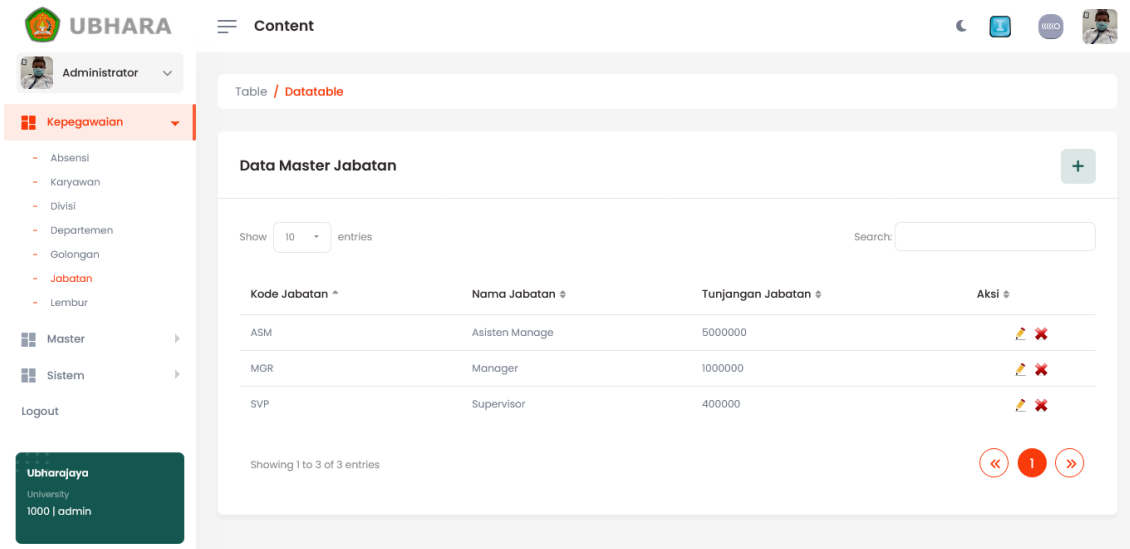 UBHARA
Content
Administrator
Table / Datatable
Kepegawaian
- Absensi
- Karyawan
- Divisi
- Departemen
- Golongan
- Jabatan
- Lembur
Master
Sistem
Logout
Ubharajaya
University
1000 | admin
Data Master Jabatan
+
Show 10 entries Search:
Kode Jabatan Nama Jabatan Tunjangan Jabatan Aksi
ASM Asisten Manage 5000000
MGR Manager 1000000
SVP Supervisor 400000
Showing 1 to 3 of 3 entries « 1 »